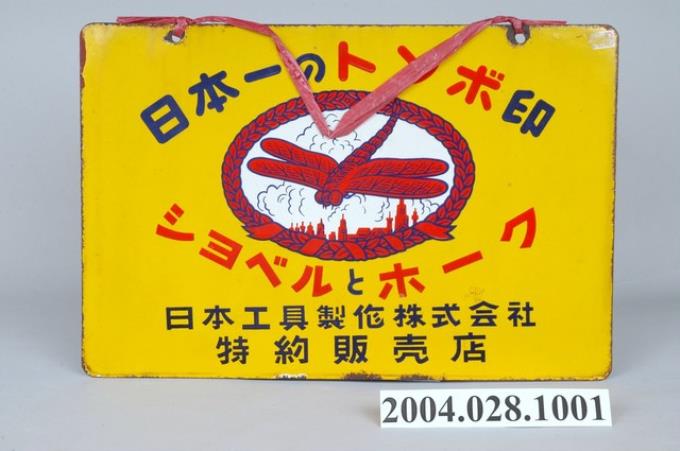 日本一のトンボ印
ショベルとホーク
日本工具製作株式会社
特約販売店
2004.028.1001